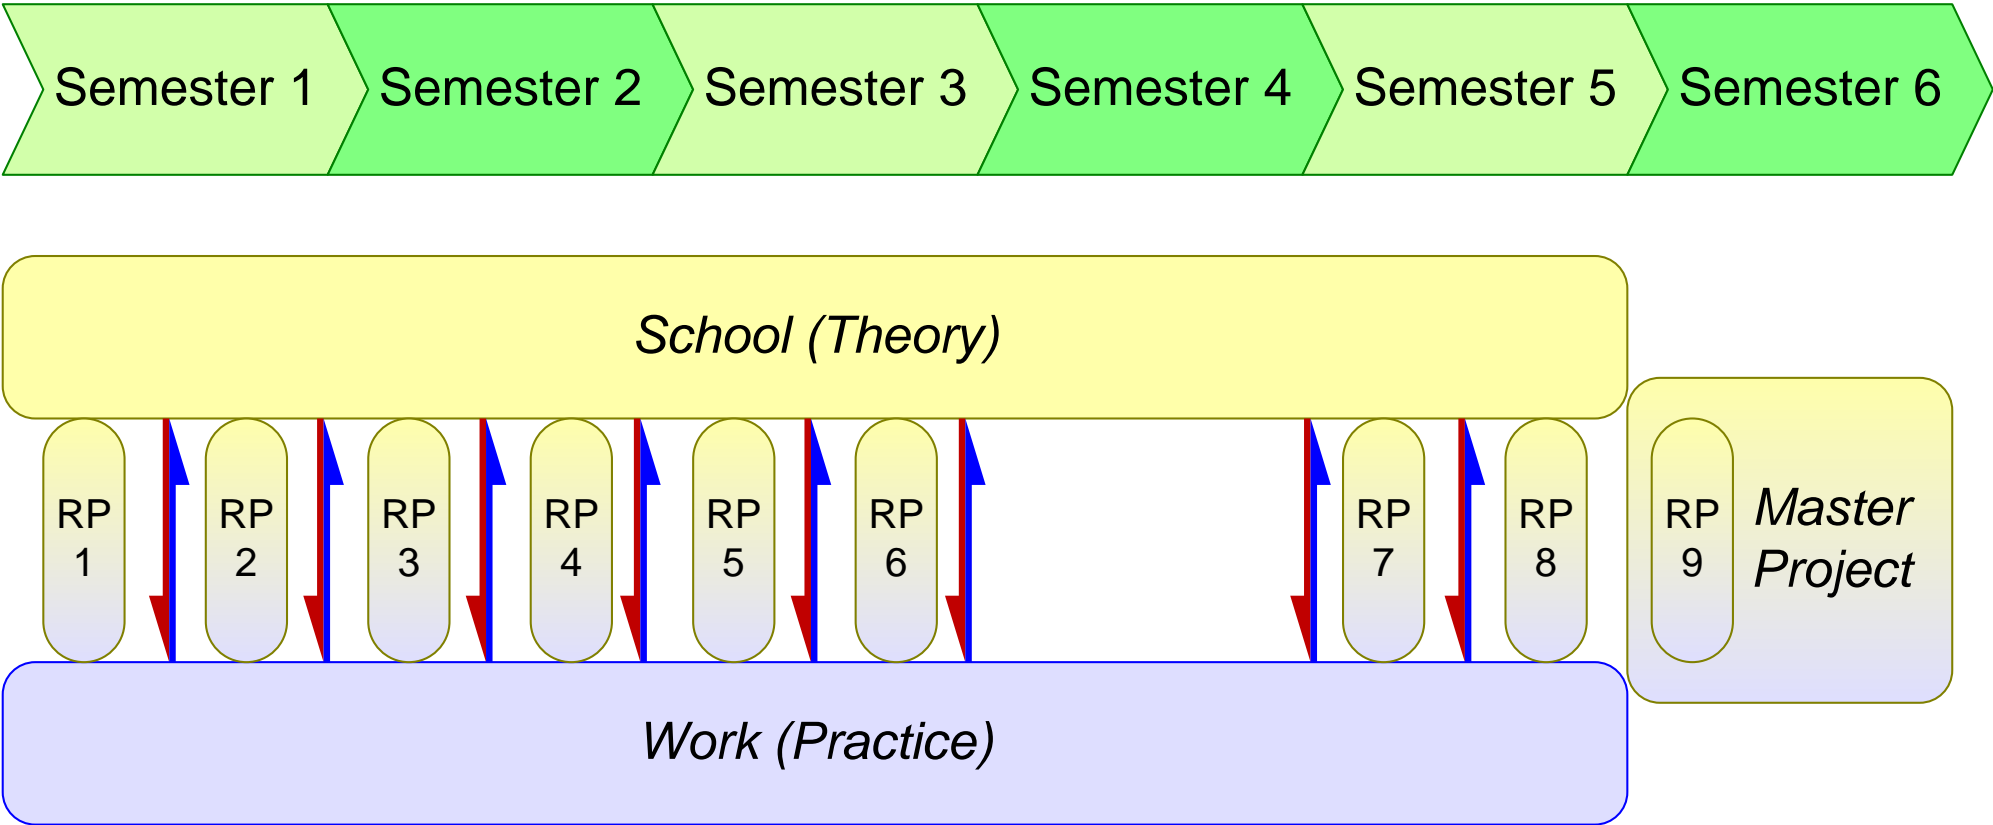 Semester 1
Semester 2
Semester 3
Semester 4
Semester 5
Semester 6
School (Theory)
RP
1
RP
2
RP
3
RP
4
RP
5
RP
6
RP
7
RP
8
RP
9
Master
Project
Work (Practice)